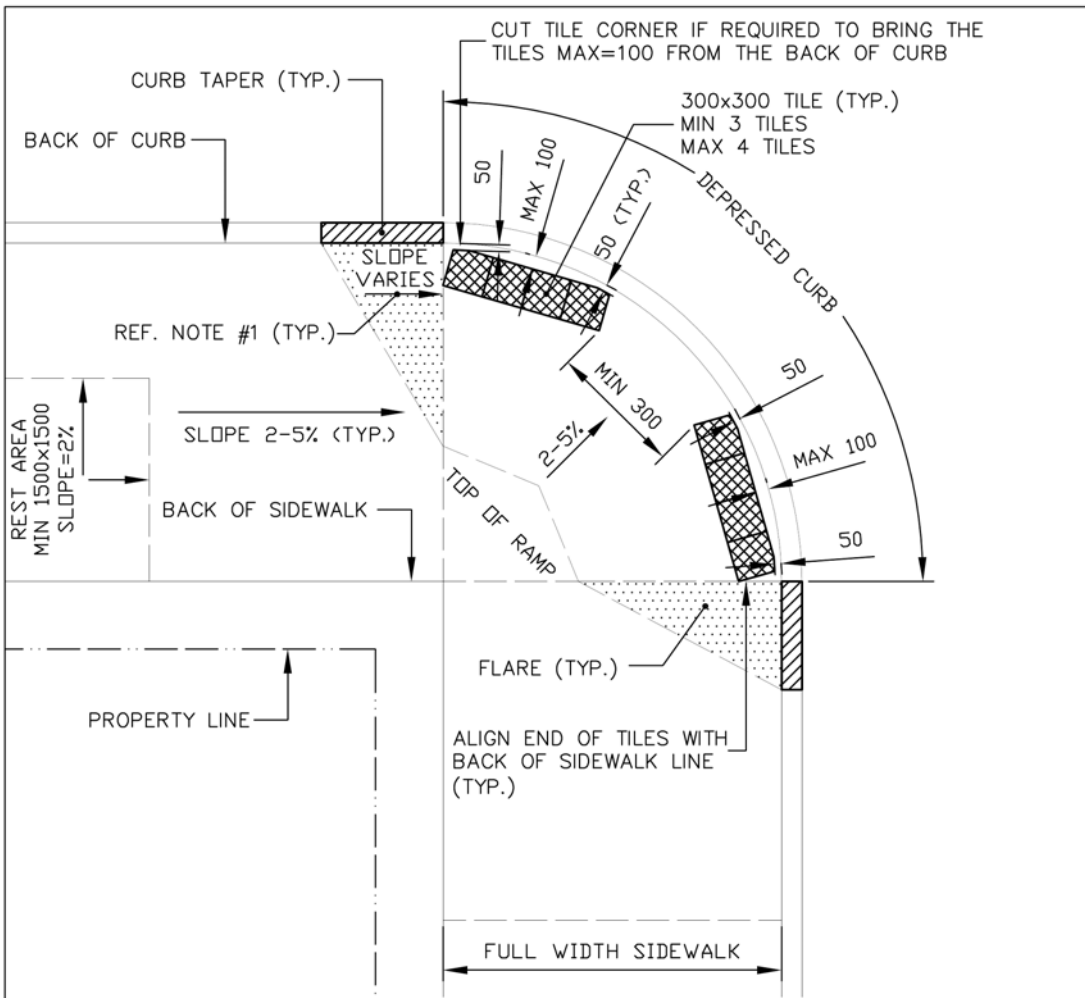 CUT TILE CORNER IF REQUIRED TO BRING THE
TILES MAX=100 FROM THE BACK OF CURB
CURB TAPER (TYP.)
300x300 TILE (TYP.)
MIN 3 TILES
MAX 4 TILES
BACK OF CURB
50
MAX 100
50 (TYP.)
DEPRESSED CURB
SLOPE
VARIES
REF. NOTE #1 (TYP.)
MIN 300
50
REST AREA
MIN 1500x1500
SLOPE=2%
SLOPE 2-5% (TYP.)
2-5%
MAX 100
TOP OF RAMP
BACK OF SIDEWALK
50
FLARE (TYP.)
PROPERTY LINE
ALIGN END OF TILES WITH
BACK OF SIDEWALK LINE
(TYP.)
FULL WIDTH SIDEWALK